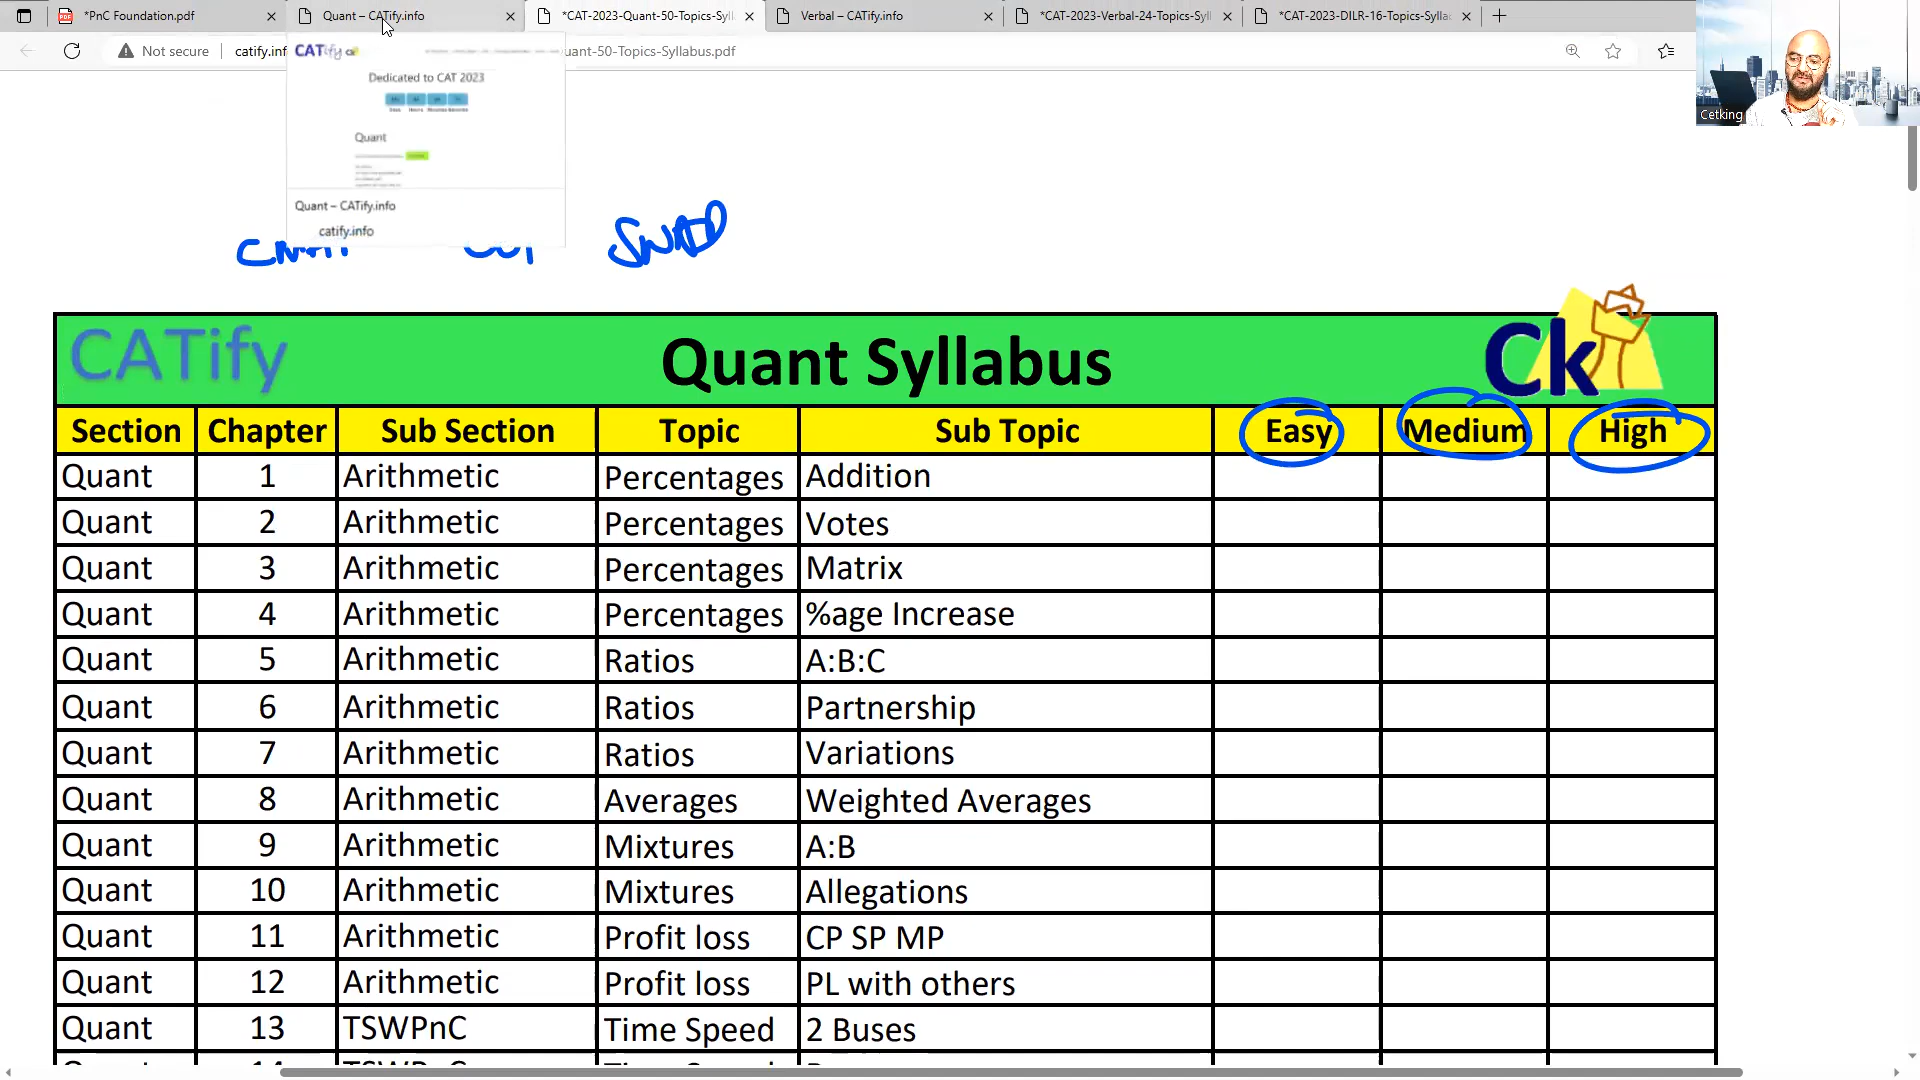 *PnC Foundation.pdf
Quant – CATify.info
*CAT-2023-Quant-50-Topics-Syll
Verbal – CATify.info
*CAT-2023-Verbal-24-Topics-Syl
*CAT-2023-DILR-16-Topics-Sylla
Not secure
catify.inf
uant-50-Topics-Syllabus.pdf
CATify
Dedicated to CAT 2023
Quant
Quant – CATify.info
catify.info
Cetking
SNAP
CATify
Quant Syllabus
Ck
Section Chapter Sub Section Topic Sub Topic Easy Medium High
Quant 1 Arithmetic Percentages Addition
Quant 2 Arithmetic Percentages Votes
Quant 3 Arithmetic Percentages Matrix
Quant 4 Arithmetic Percentages %age Increase
Quant 5 Arithmetic Ratios A:B:C
Quant 6 Arithmetic Ratios Partnership
Quant 7 Arithmetic Ratios Variations
Quant 8 Arithmetic Averages Weighted Averages
Quant 9 Arithmetic Mixtures A:B
Quant 10 Arithmetic Mixtures Allegations
Quant 11 Arithmetic Profit loss CP SP MP
Quant 12 Arithmetic Profit loss PL with others
Quant 13 TSWPnC Time Speed 2 Buses